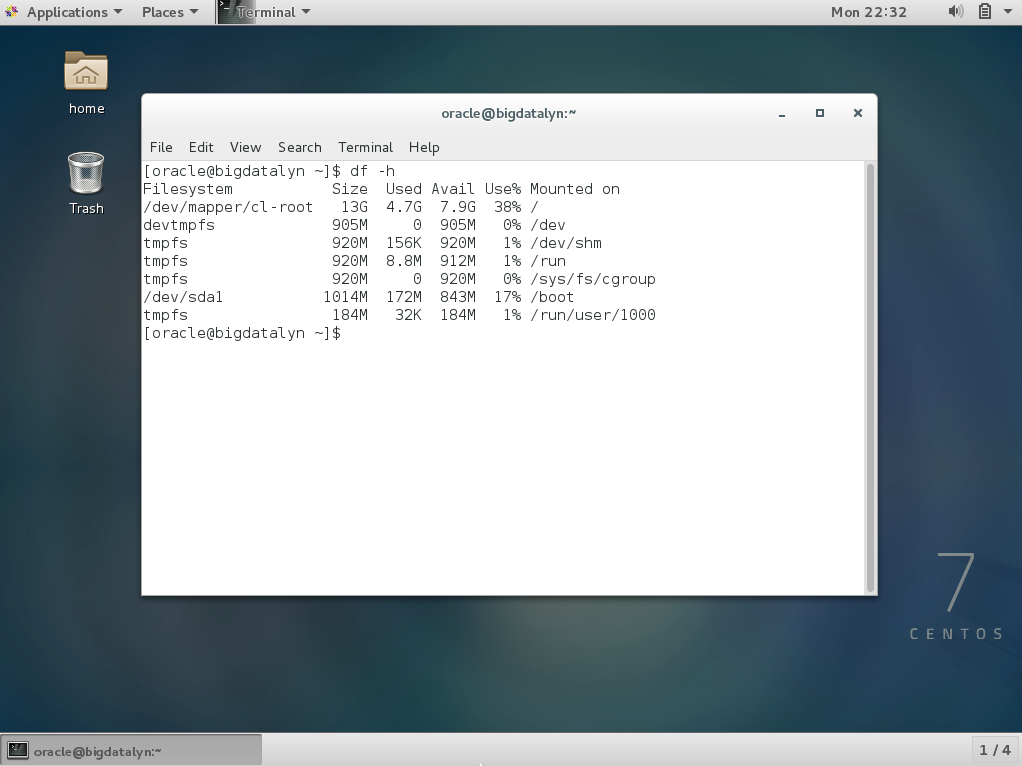 Applications Places Terminal Mon 22:32
home
Trash
oracle@bigdatalyn:~
File Edit View Search Terminal Help
[oracle@bigdatalyn ~]$ df -h
Filesystem           Size  Used Avail Use% Mounted on
/dev/mapper/cl-root   13G  4.7G  7.9G  38% /
devtmpfs             905M     0  905M   0% /dev
tmpfs                920M  156K  920M   1% /dev/shm
tmpfs                920M  8.8M  912M   1% /run
tmpfs                920M     0  920M   0% /sys/fs/cgroup
/dev/sda1           1014M  172M  843M  17% /boot
tmpfs                184M   32K  184M   1% /run/user/1000
[oracle@bigdatalyn ~]$
7
CENTOS
oracle@bigdatalyn:~ 1 / 4